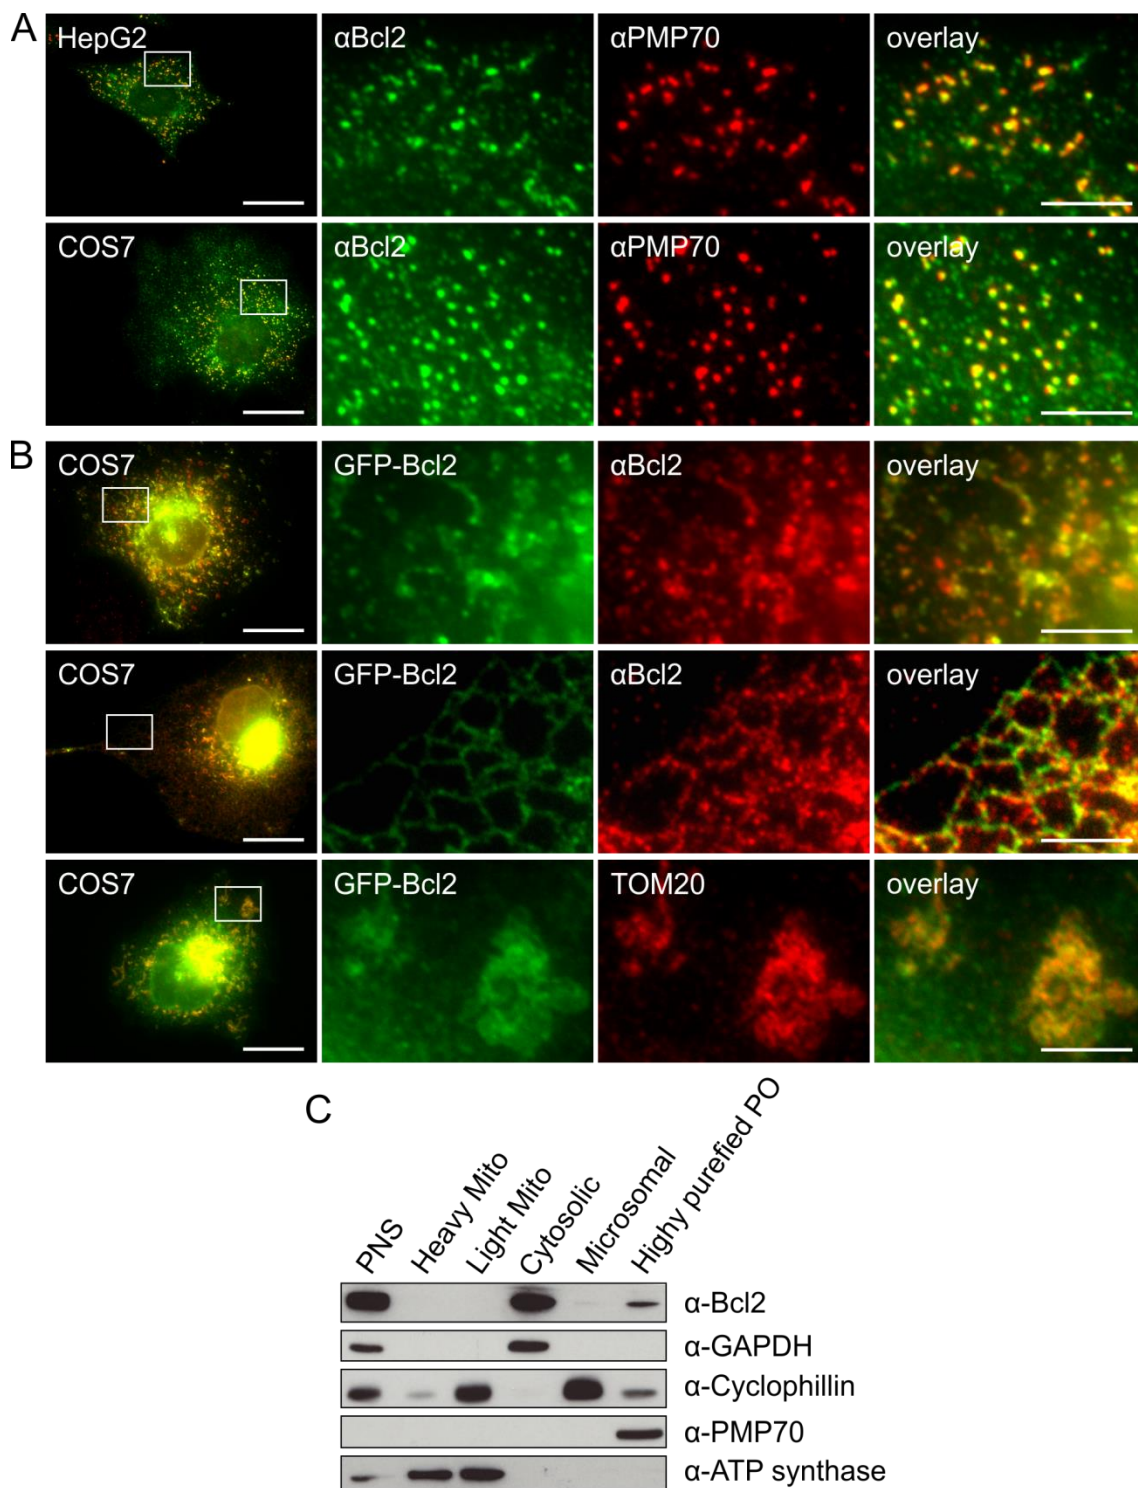 A
HepG2 αBcl2 αPMP70 overlay
COS7 αBcl2 αPMP70 overlay
B
COS7 GFP-Bcl2 αBcl2 overlay
COS7 GFP-Bcl2 αBcl2 overlay
COS7 GFP-Bcl2 TOM20 overlay
C
PNS Heavy Mito Light Mito Cytosolic Microsomal Highy purefied PO
α-Bcl2
α-GAPDH
α-Cyclophillin
α-PMP70
α-ATP synthase